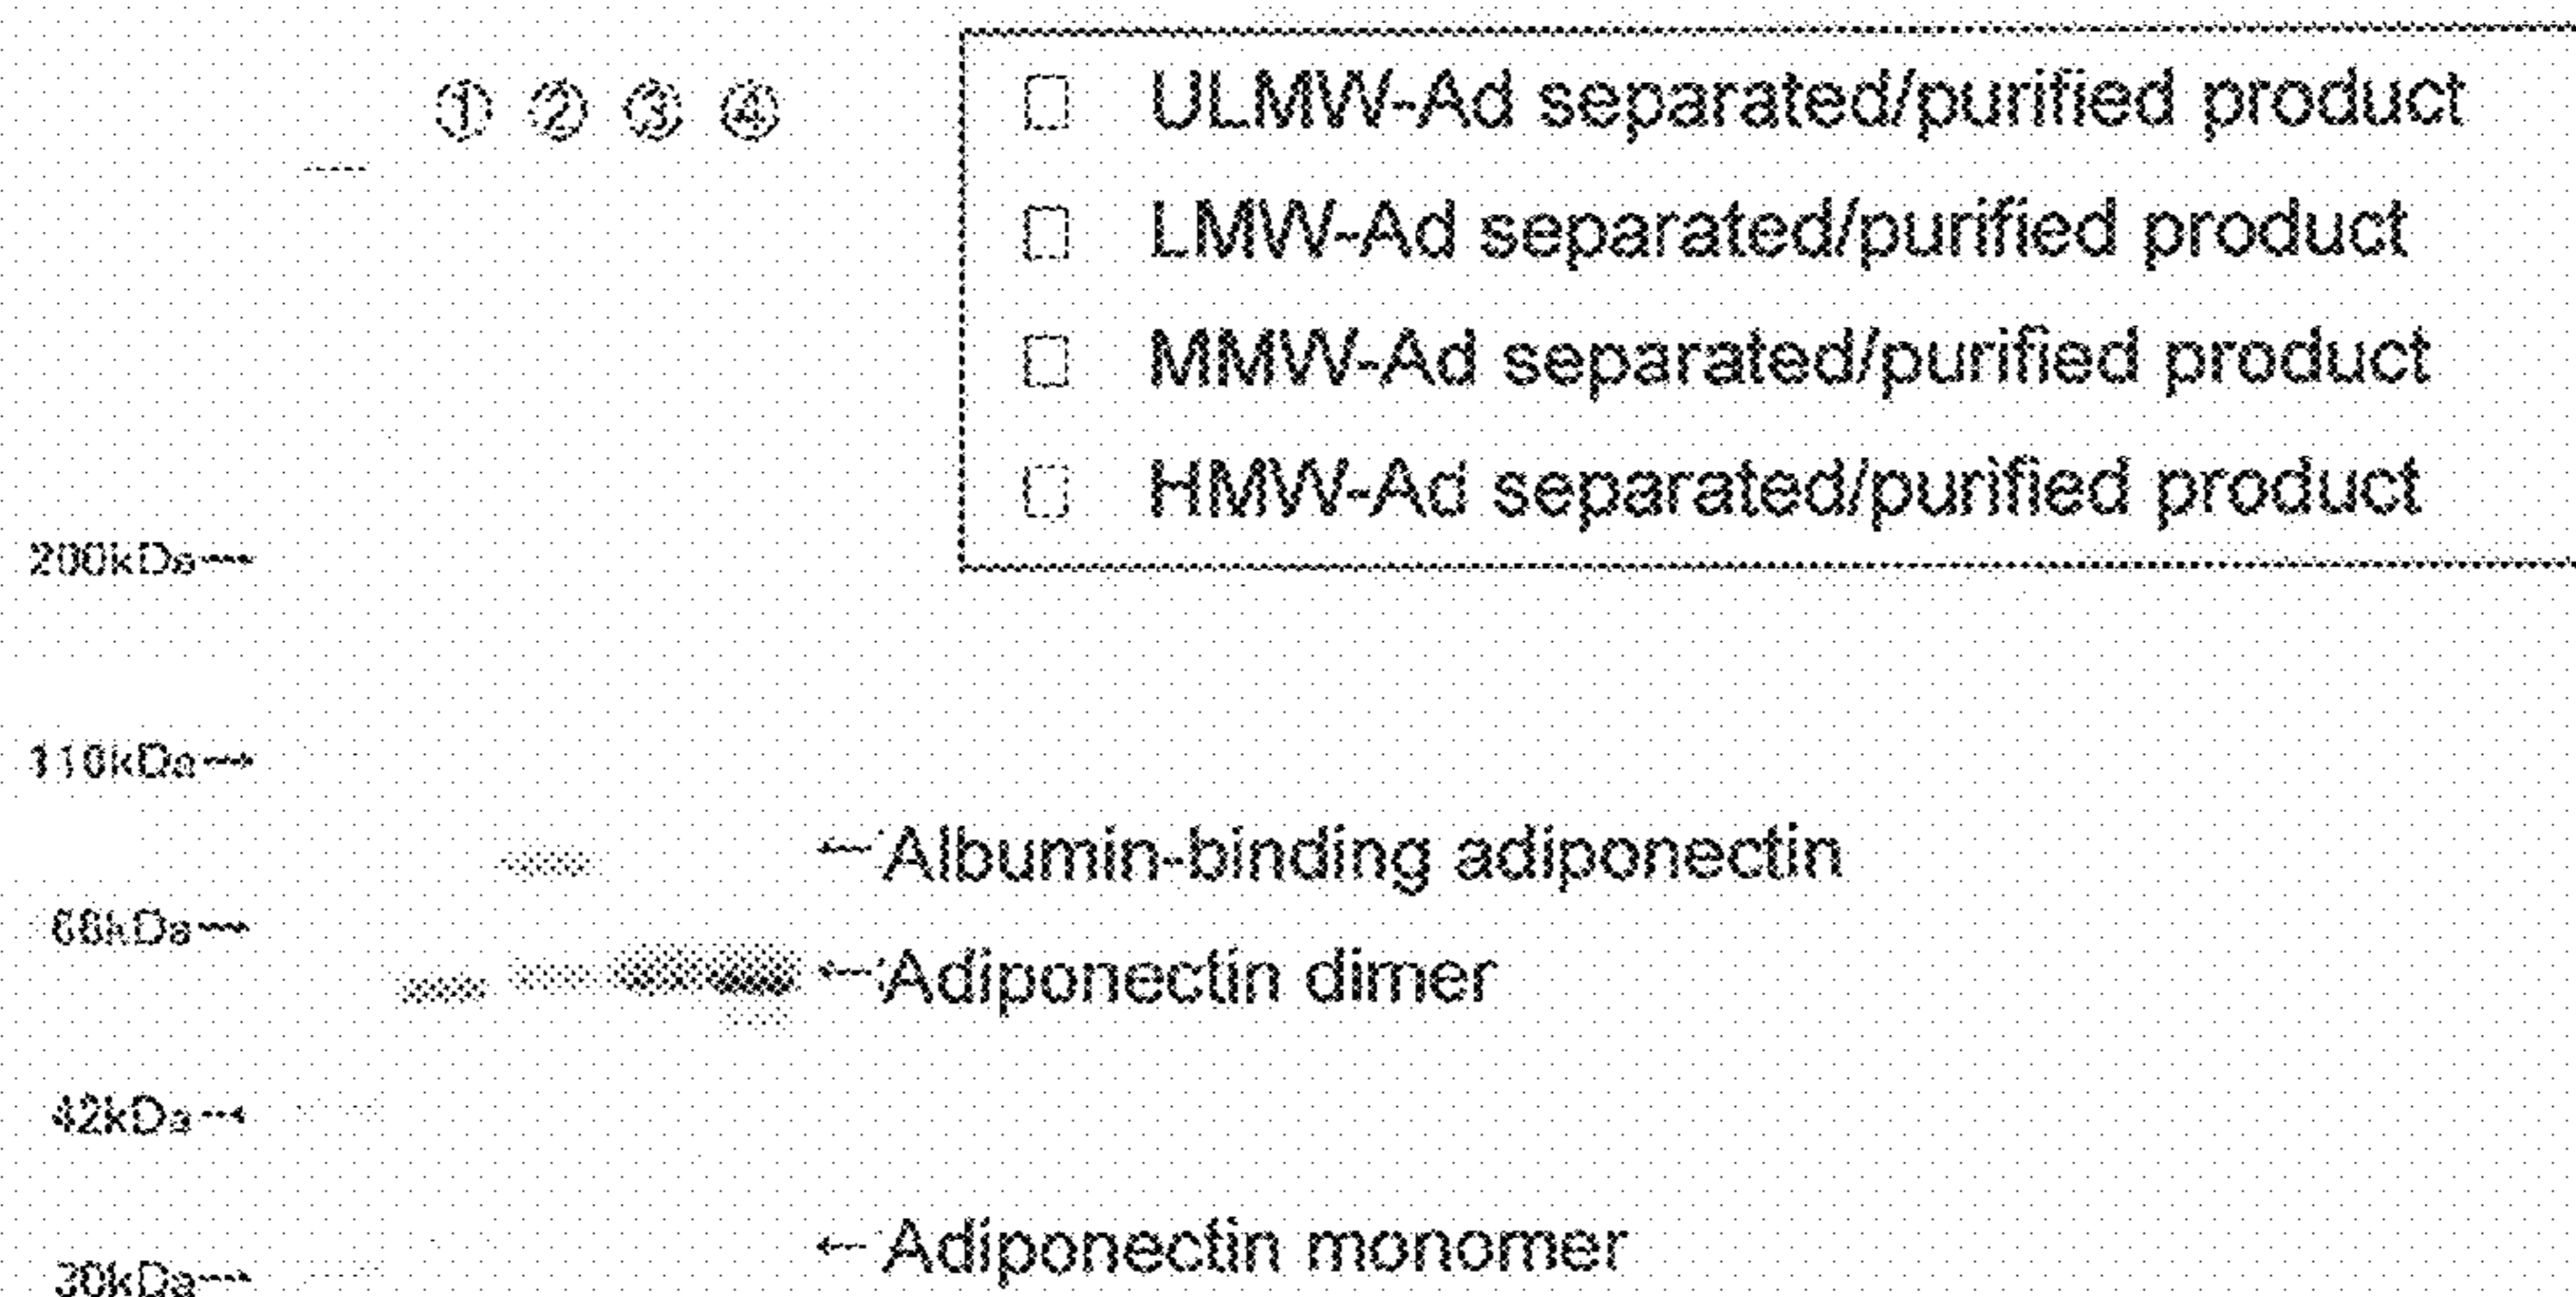 ① ② ③ ④
ULMW-Ad separated/purified product
LMW-Ad separated/purified product
MMW-Ad separated/purified product
HMW-Ad separated/purified product
200kDa
110kDa
Albumin-binding adiponectin
68kDa
Adiponectin dimer
42kDa
Adiponectin monomer
30kDa